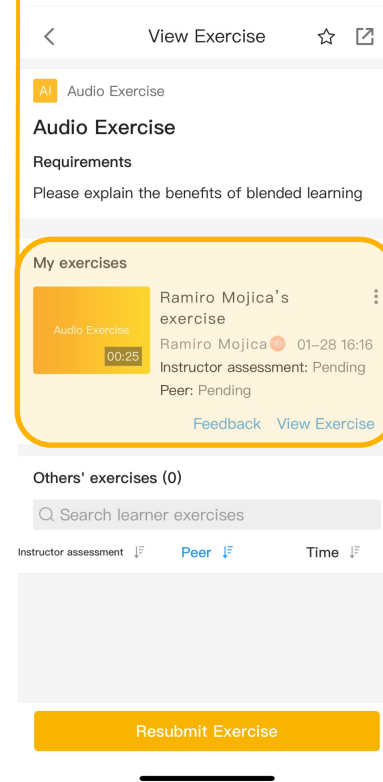 View Exercise
AI Audio Exercise
Audio Exercise
Requirements
Please explain the benefits of blended learning
My exercises
Audio Exercise
00:25
Ramiro Mojica's
exercise
Ramiro Mojica 01-28 16:16
Instructor assessment: Pending
Peer: Pending
Feedback View Exercise
Others' exercises (0)
Search learner exercises
Instructor assessment Peer Time
Resubmit Exercise